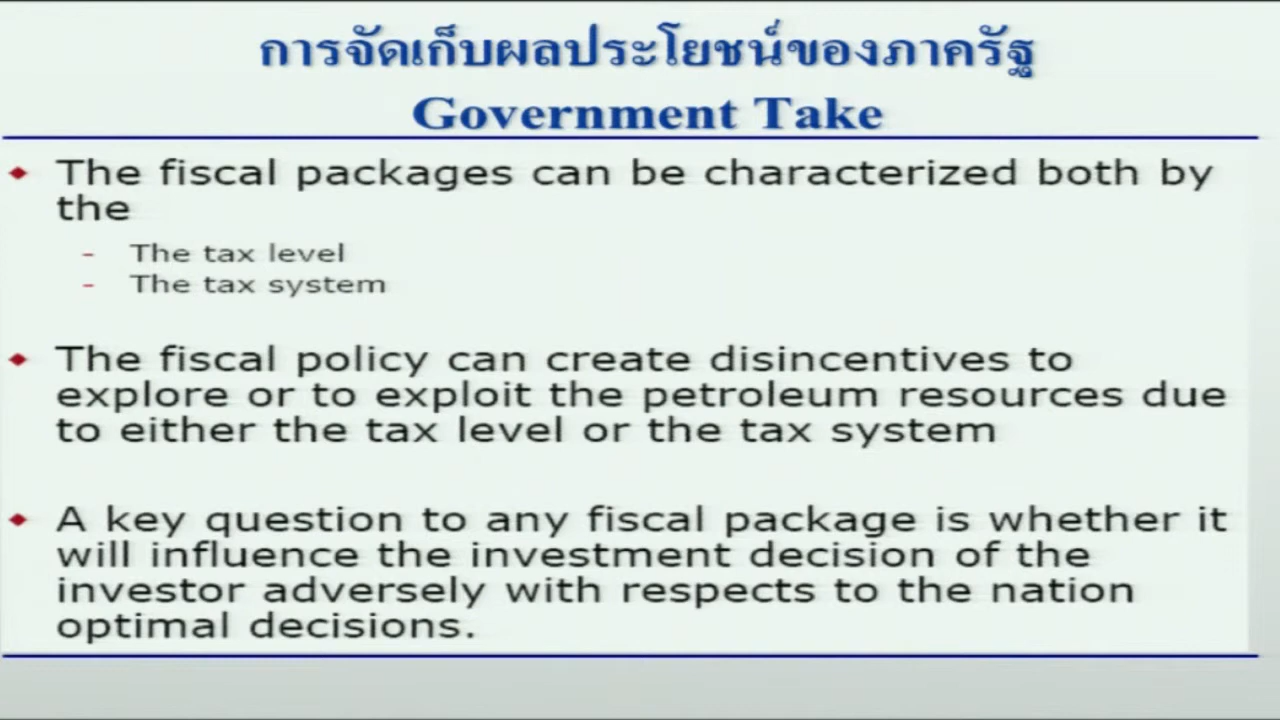 การจัดเก็บผลประโยชน์ของภาครัฐ
Government Take
The fiscal packages can be characterized both by
the
- The tax level
- The tax system
The fiscal policy can create disincentives to
explore or to exploit the petroleum resources due
to either the tax level or the tax system
A key question to any fiscal package is whether it
will influence the investment decision of the
investor adversely with respects to the nation
optimal decisions.